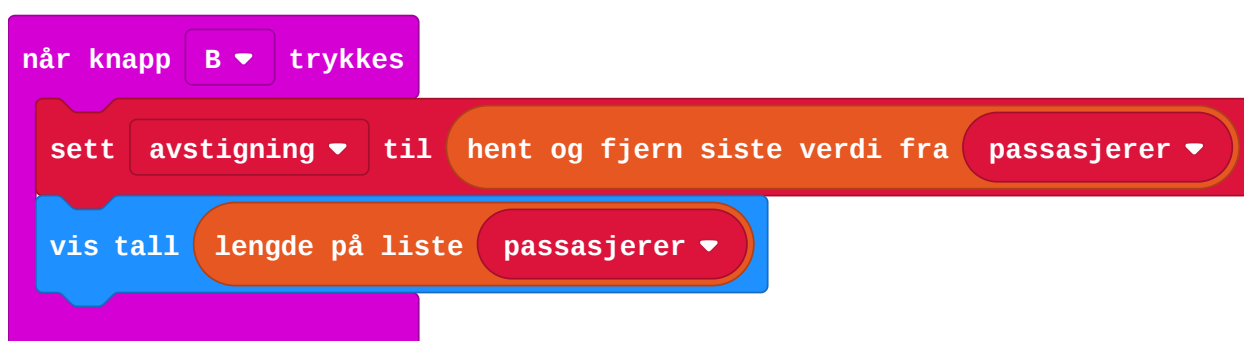 når knapp B trykkes
sett avstigning til hent og fjern siste verdi fra passasjerer
vis tall lengde på liste passasjerer